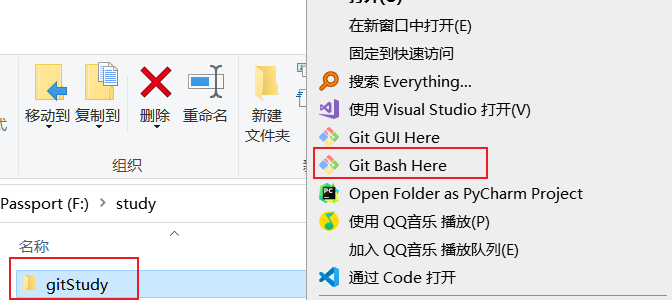 在新窗口中打开(E)
固定到快速访问
搜索 Everything...
使用 Visual Studio 打开(V)
Git GUI Here
Git Bash Here
Open Folder as PyCharm Project
使用 QQ音乐 播放(P)
加入 QQ音乐 播放队列(E)
通过 Code 打开
移动到 复制到 删除 重命名 新建
文件夹
组织
Passport (F:) > study
名称
gitStudy